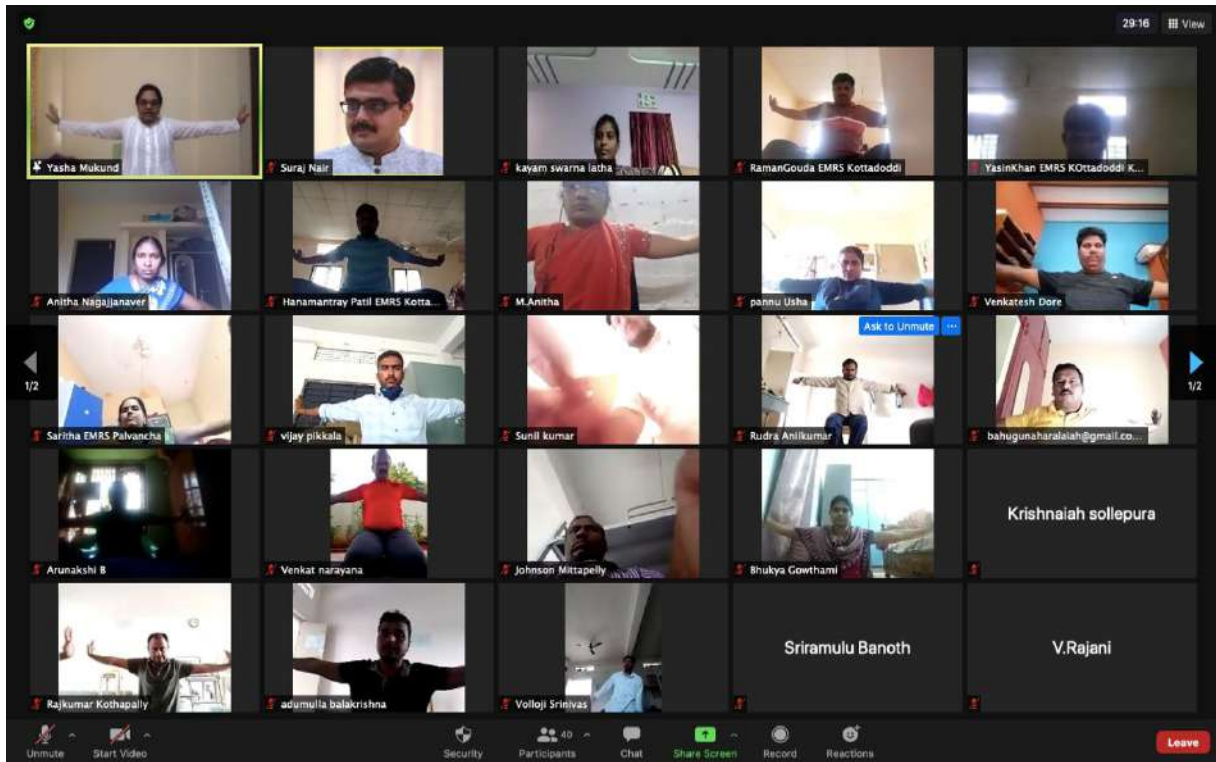 29:16 View
Yasha Mukund
Suraj Nair
kayam swarna latha
RamanGouda EMRS Kottadoddi
YasinKhan EMRS KOttadoddi K...
Anitha Nagajjanaver
Hanamantray Patil EMRS Kotta...
M.Anitha
pannu Usha
Venkatesh Dore
Ask to Unmute ...
1/2
1/2
Saritha EMRS Palvancha
vijay pikkala
Sunil kumar
Rudra Anilkumar
bahugunaharalaiah@gmail.co...
Arunakshi B
Venkat narayana
Johnson Mittapelly
Bhukya Gowthami
Krishnaiah sollepura
Rajkumar Kothapally
adumulla balakrishna
Volloji Srinivas
Sriramulu Banoth
V.Rajani
Unmute
Start Video
Security
Participants 40
Chat
Share Screen
Record
Reactions
Leave